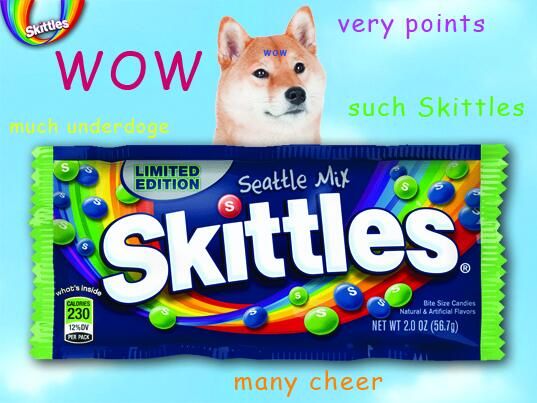 Skittles
very points
WOW
WOW
such Skittles
much underdoge
LIMITED
EDITION
Seattle Mix
S
Skittles®
what's inside
CALORIES
230
12%DV
PER PACK
Bite Size Candies
Natural & Artificial Flavors
NET WT 2.0 OZ (56.7g)
many cheer